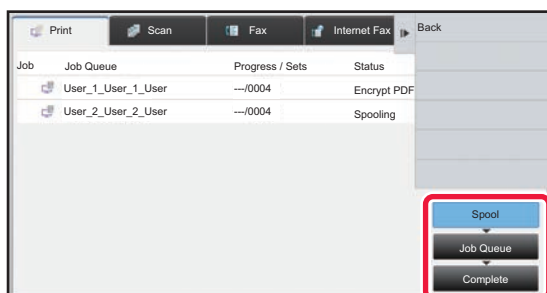 Print Scan Fax Internet Fax Back
Job Job Queue Progress / Sets Status
User_1_User_1_User ---/0004 Encrypt PDF
User_2_User_2_User ---/0004 Spooling
Spool
Job Queue
Complete